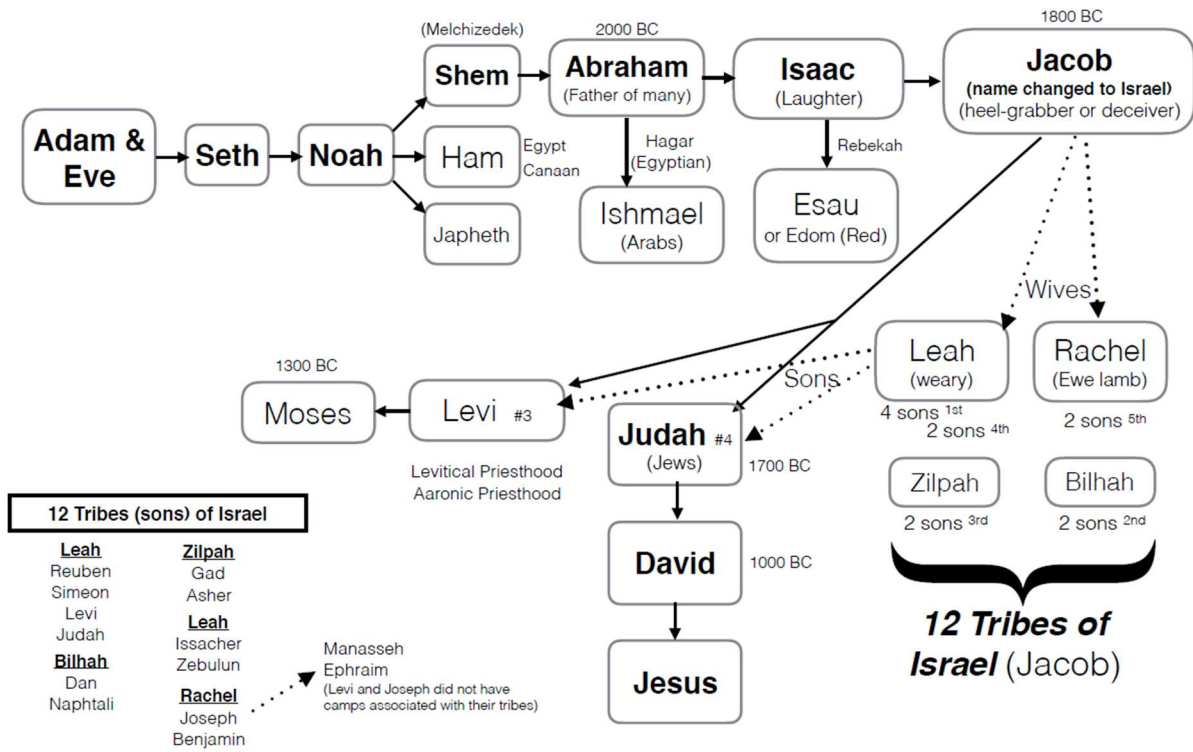 (Melchizedek)
2000 BC
1800 BC
Adam &
Eve
Seth
Noah
Shem
Ham
Egypt
Canaan
Japheth
Abraham
(Father of many)
Hagar
(Egyptian)
Ishmael
(Arabs)
Isaac
(Laughter)
Rebekah
Esau
or Edom (Red)
Jacob
(name changed to Israel)
(heel-grabber or deceiver)
Wives
Leah
(weary)
4 sons 1st
2 sons 4th
Rachel
(Ewe lamb)
2 sons 5th
Sons
1300 BC
Moses
Levi #3
Levitical Priesthood
Aaronic Priesthood
Judah #4
(Jews)
1700 BC
David
1000 BC
Jesus
Zilpah
2 sons 3rd
Bilhah
2 sons 2nd
12 Tribes of
Israel (Jacob)
12 Tribes (sons) of Israel
Leah
Reuben
Simeon
Levi
Judah
Bilhah
Dan
Naphtali
Zilpah
Gad
Asher
Leah
Issacher
Zebulun
Rachel
Joseph
Benjamin
Manasseh
Ephraim
(Levi and Joseph did not have
camps associated with their tribes)